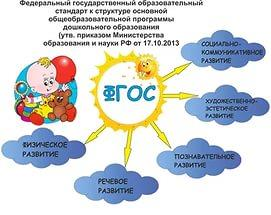 Федеральный государственный образовательный
стандарт к структуре основной
общеобразовательной программы
дошкольного образования
(утв. приказом Министерства
образования и науки РФ от 17.10.2013
СОЦИАЛЬНО-
КОММУНИКАТИВНОЕ
РАЗВИТИЕ
ФГОС
ХУДОЖЕСТВЕННО-
ЭСТЕТИЧЕСКОЕ
РАЗВИТИЕ
ФИЗИЧЕСКОЕ
РАЗВИТИЕ
ПОЗНАВАТЕЛЬНОЕ
РАЗВИТИЕ
РЕЧЕВОЕ
РАЗВИТИЕ